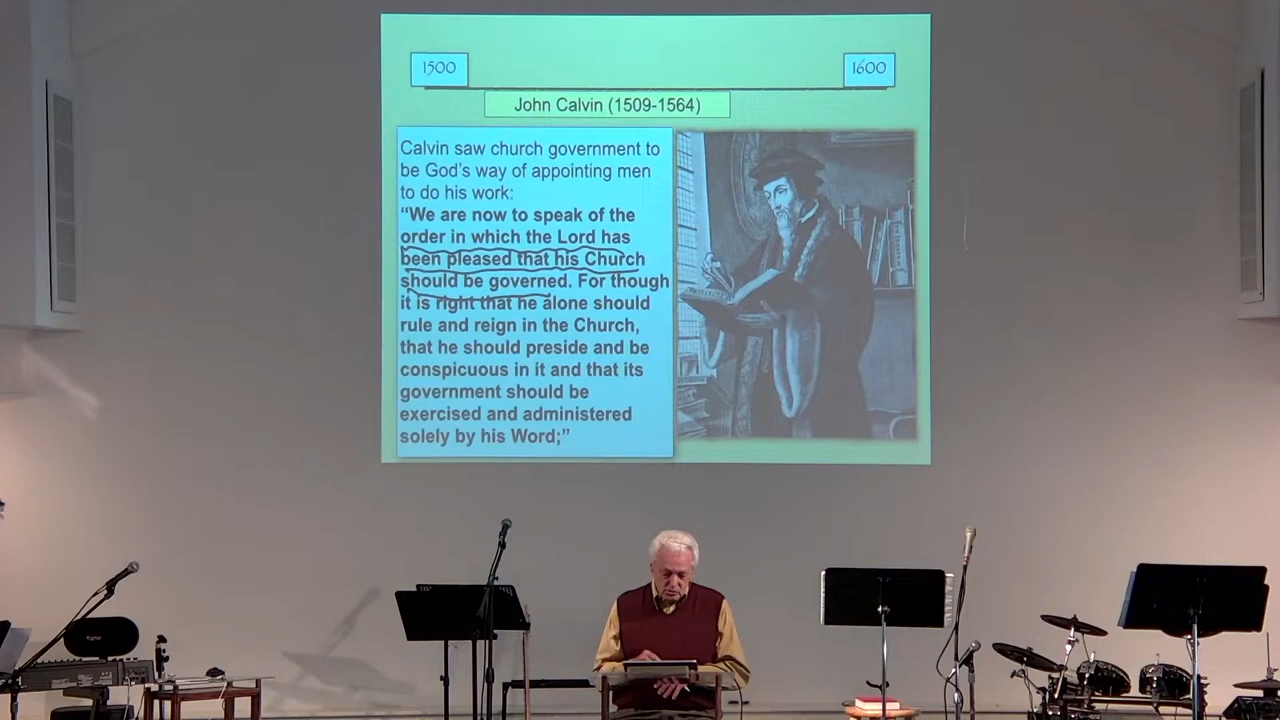 1500
1600
John Calvin (1509-1564)
Calvin saw church government to
be God's way of appointing men
to do his work:
“We are now to speak of the
order in which the Lord has
been pleased that his Church
should be governed. For though
it is right that he alone should
rule and reign in the Church,
that he should preside and be
conspicuous in it and that its
government should be
exercised and administered
solely by his Word;”